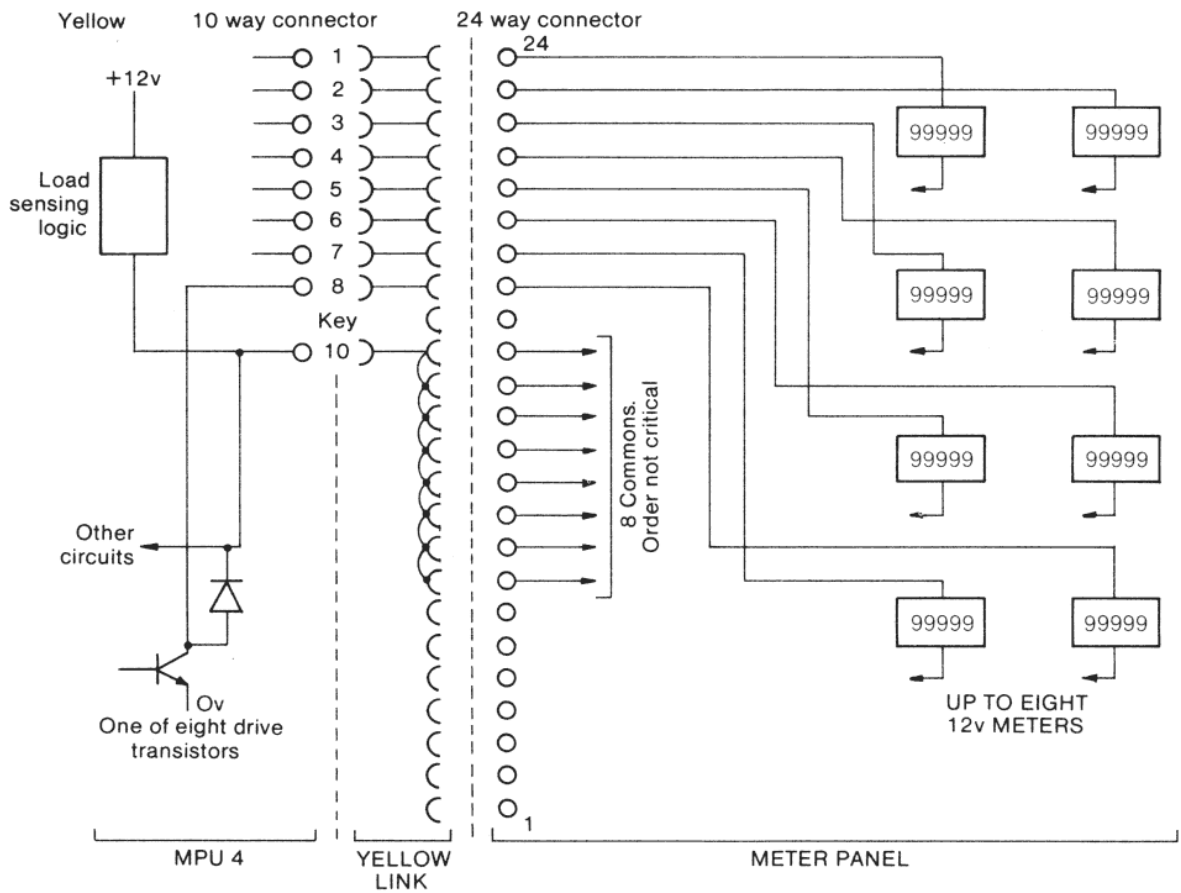 Yellow
10 way connector
24 way connector
+12v
Load
sensing
logic
1
2
3
4
5
6
7
8
Key
10
24
99999
99999
99999
99999
99999
99999
99999
99999
8 Commons.
Order not critical
Other
circuits
Ov
One of eight drive
transistors
UP TO EIGHT
12v METERS
1
MPU 4
YELLOW
LINK
METER PANEL